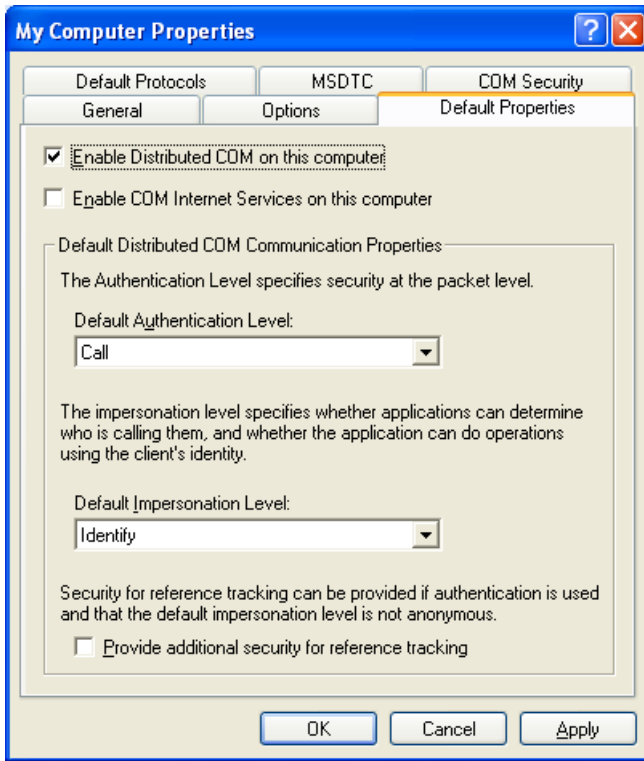 My Computer Properties
Default Protocols
MSDTC
COM Security
General
Options
Default Properties
Enable Distributed COM on this computer
Enable COM Internet Services on this computer
Default Distributed COM Communication Properties
The Authentication Level specifies security at the packet level.
Default Authentication Level:
Call
The impersonation level specifies whether applications can determine
who is calling them, and whether the application can do operations
using the client's identity.
Default Impersonation Level:
Identify
Security for reference tracking can be provided if authentication is used
and that the default impersonation level is not anonymous.
Provide additional security for reference tracking
OK
Cancel
Apply